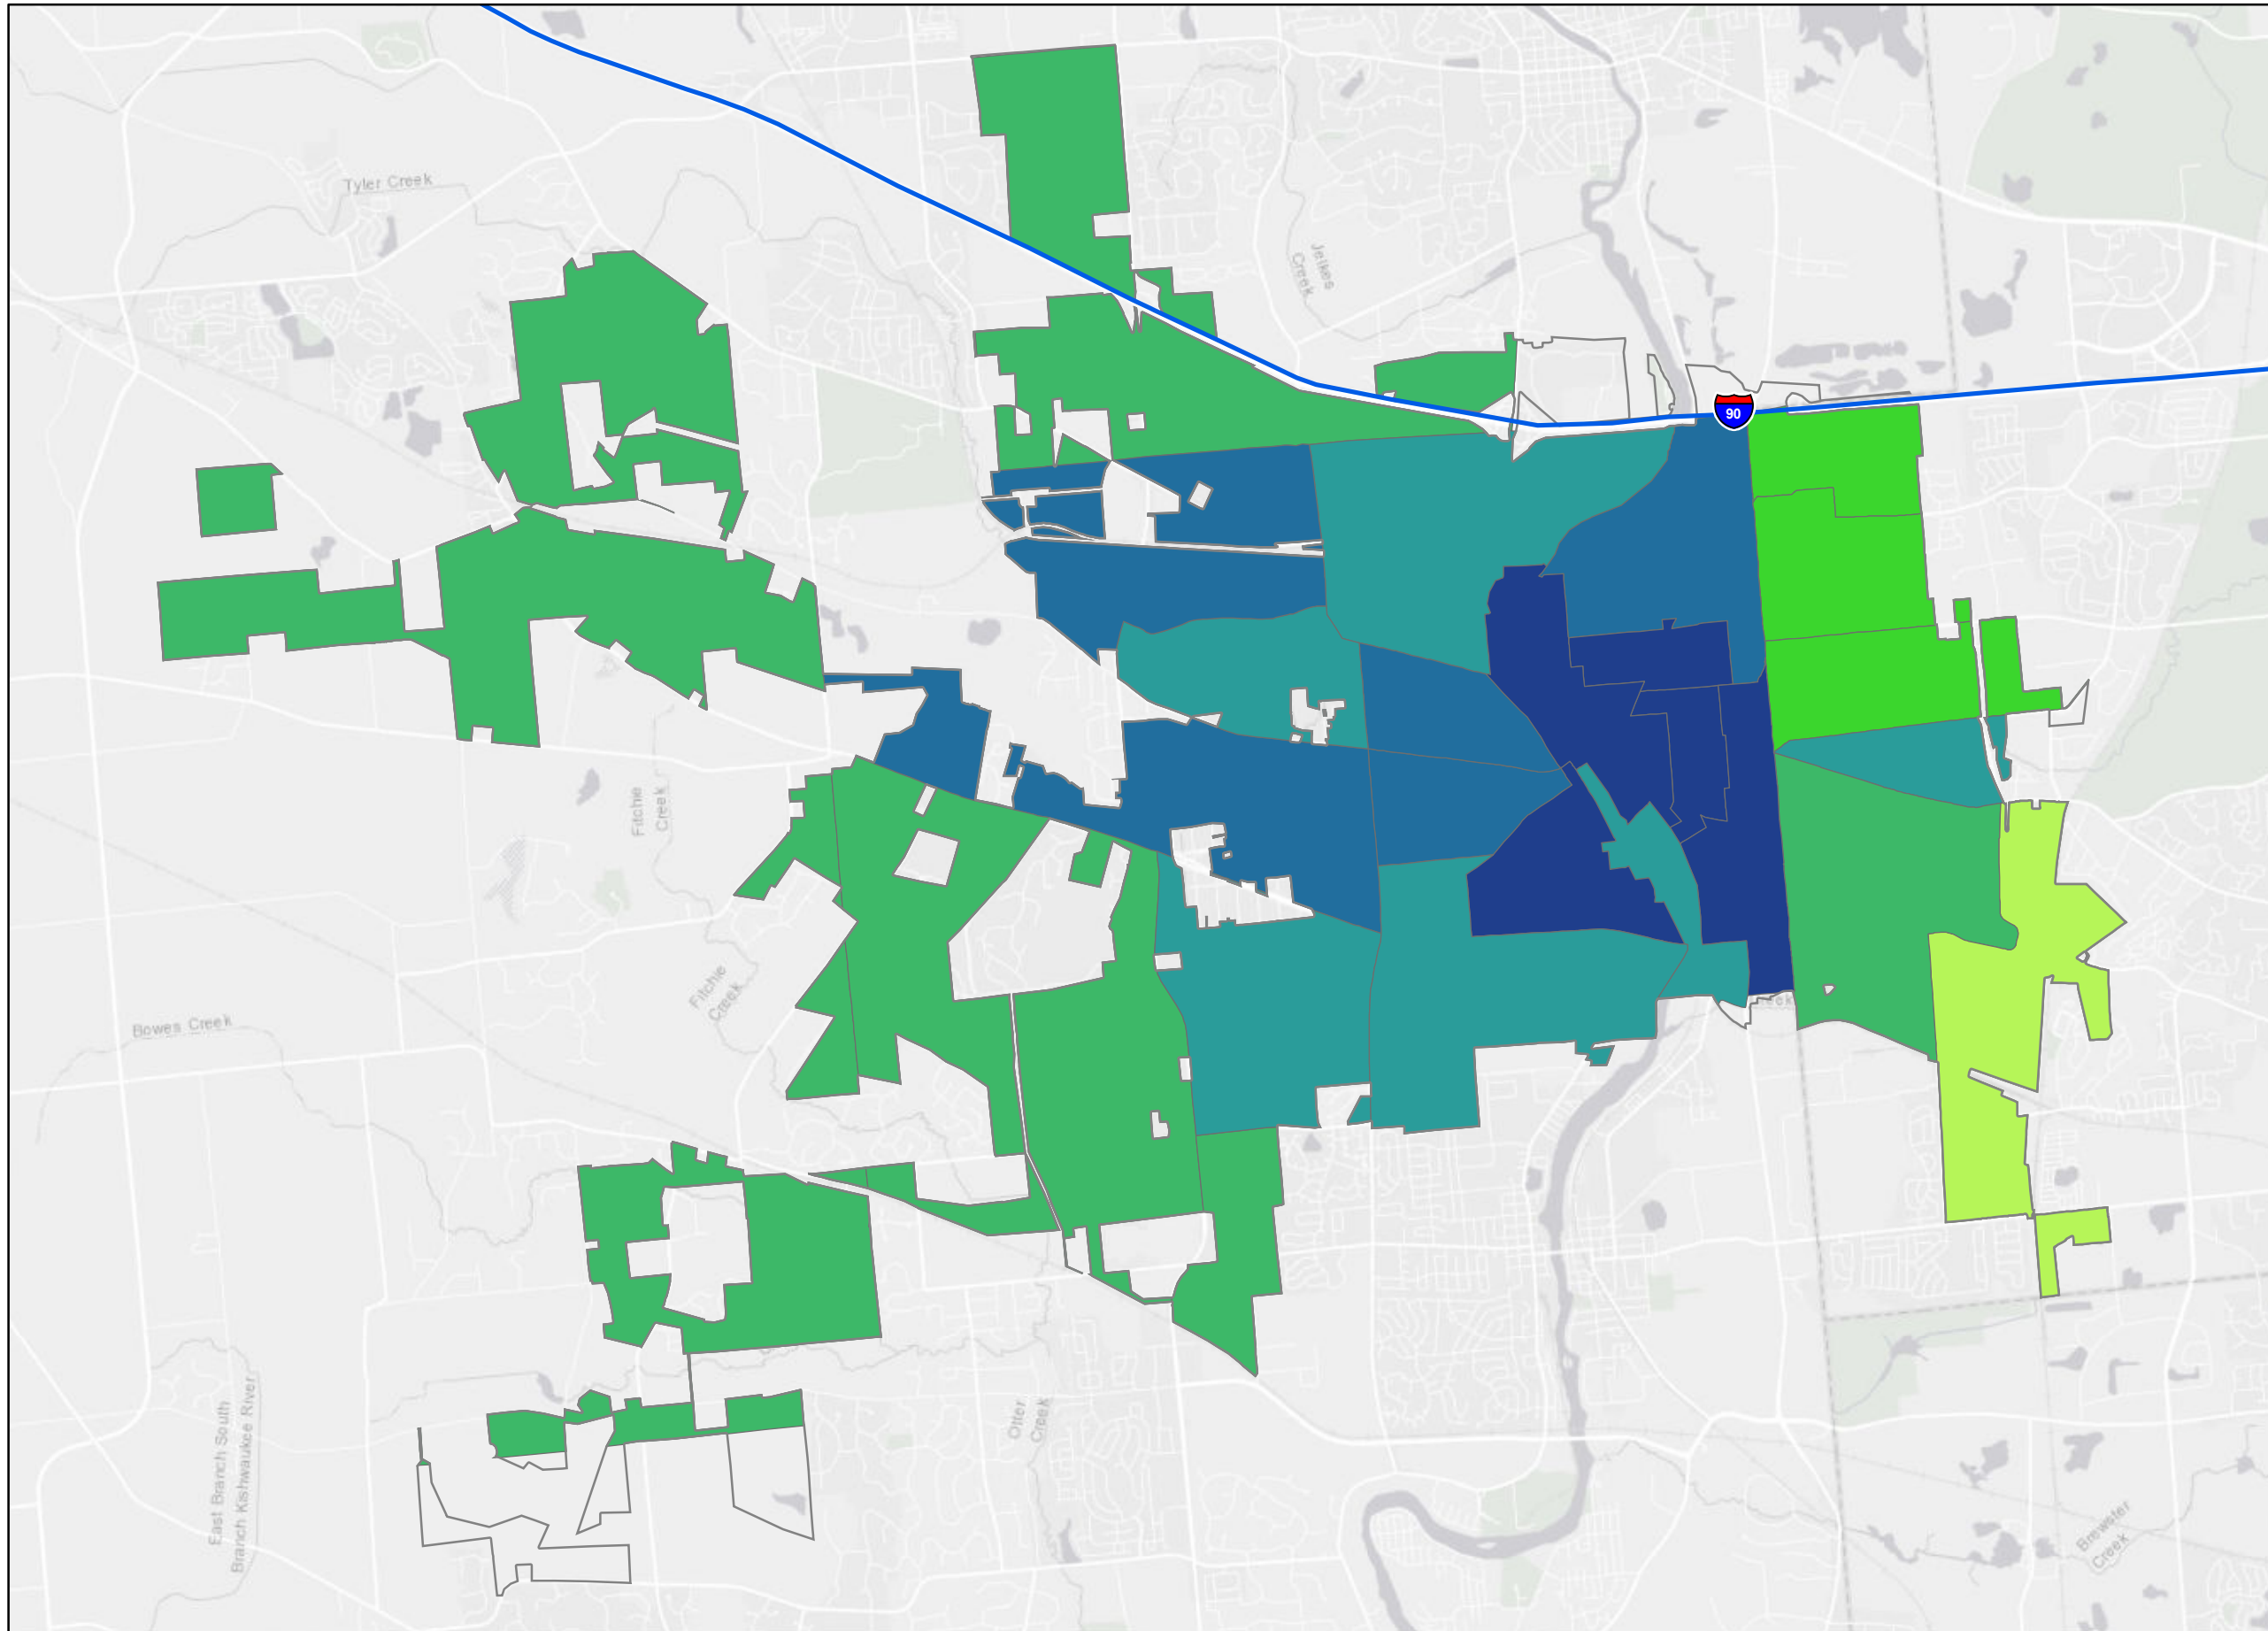 Tyler Creek
Jelkes
Creek
90
Fitchie
Creek
Fitchie
Creek
Bowes Creek
eek
Otter
Creek
East Branch South
Branch Kishwaukee River
Brewster
Creek